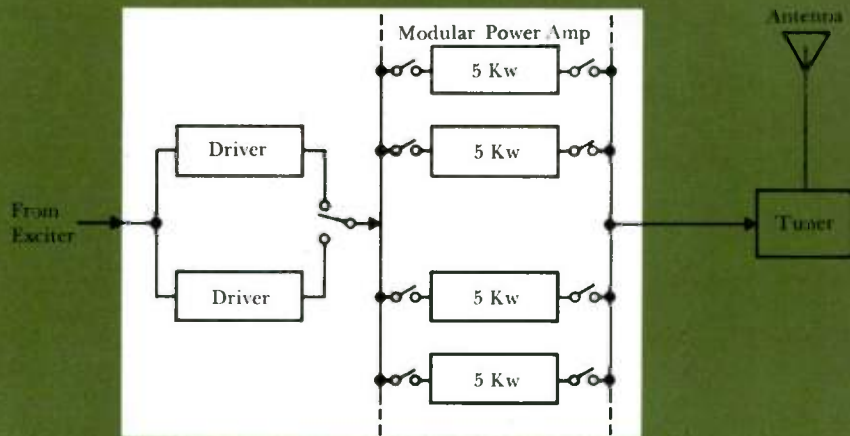 Modular Power Amp
Antenna
5 Kw
5 Kw
Driver
From
Exciter
Tuner
Driver
5 Kw
5 Kw